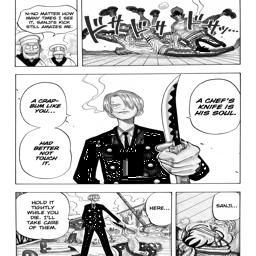 N-NO MATTER HOW
MANY TIMES I SEE
IT, SANJI'S KICK
STILL AMAZES ME.
A CHEF'S
KNIFE IS
HIS SOUL.
A CRAP-
BUM LIKE
YOU...
HAD
BETTER
NOT
TOUCH
IT.
SANJI...
HERE...
HOLD IT
TIGHTLY WHILE
YOU DIE. I'LL
TAKE CARE
OF THEM.